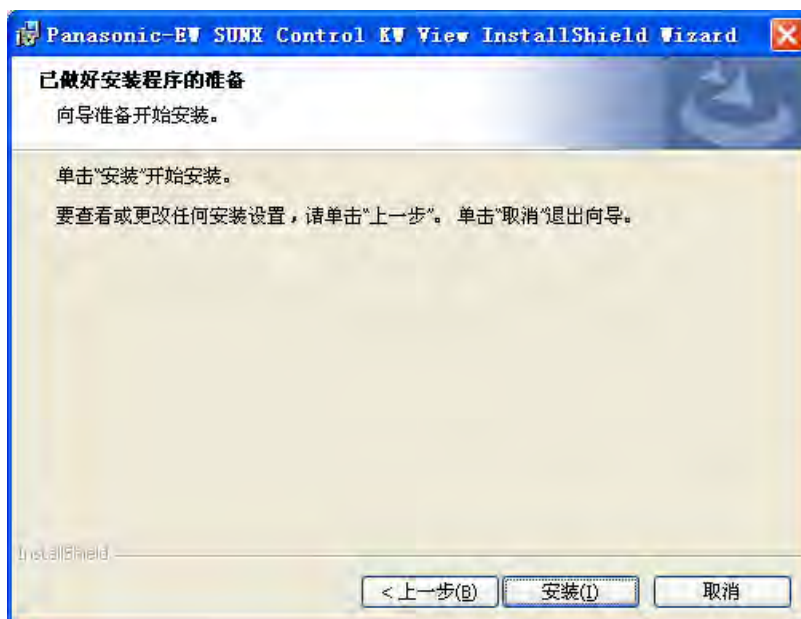 Panasonic-EW SUNX Control KW View InstallShield Wizard
已做好安装程序的准备
向导准备开始安装。
单击“安装”开始安装。
要查看或更改任何安装设置，请单击“上一步”。 单击“取消”退出向导。
InstallShield
< 上一步(B)
安装(I)
取消